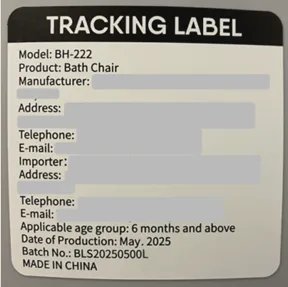 TRACKING LABEL
Model: BH-222
Product: Bath Chair
Manufacturer:
Address:
Telephone:
E-mail:
Importer:
Address:
Telephone:
E-mail:
Applicable age group: 6 months and above
Date of Production: May. 2025
Batch No.: BLS20250500L
MADE IN CHINA